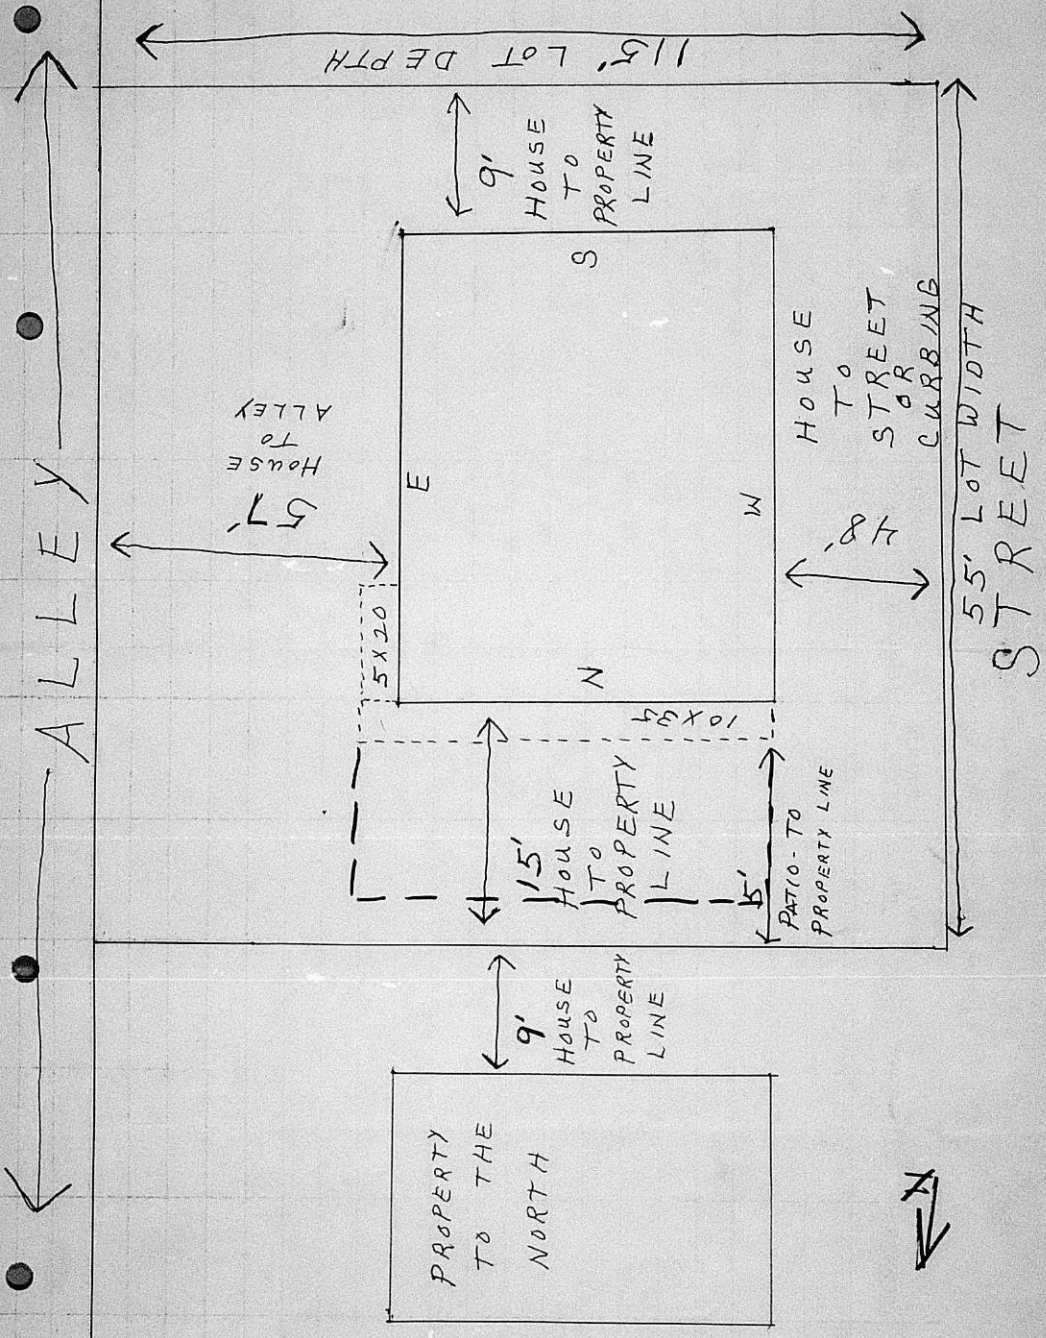 ALLEY
115' LOT DEPTH
9'
HOUSE
TO
PROPERTY
LINE
57'
HOUSE
TO
ALLEY
E
S
N
W
5 X 20
HOUSE
TO
STREET
OR
CURBING
48'
55' LOT WIDTH
STREET
15'
HOUSE
TO
PROPERTY
LINE
5'
PATIO-TO
PROPERTY LINE
9'
HOUSE
TO
PROPERTY
LINE
PROPERTY
TO THE
NORTH
N